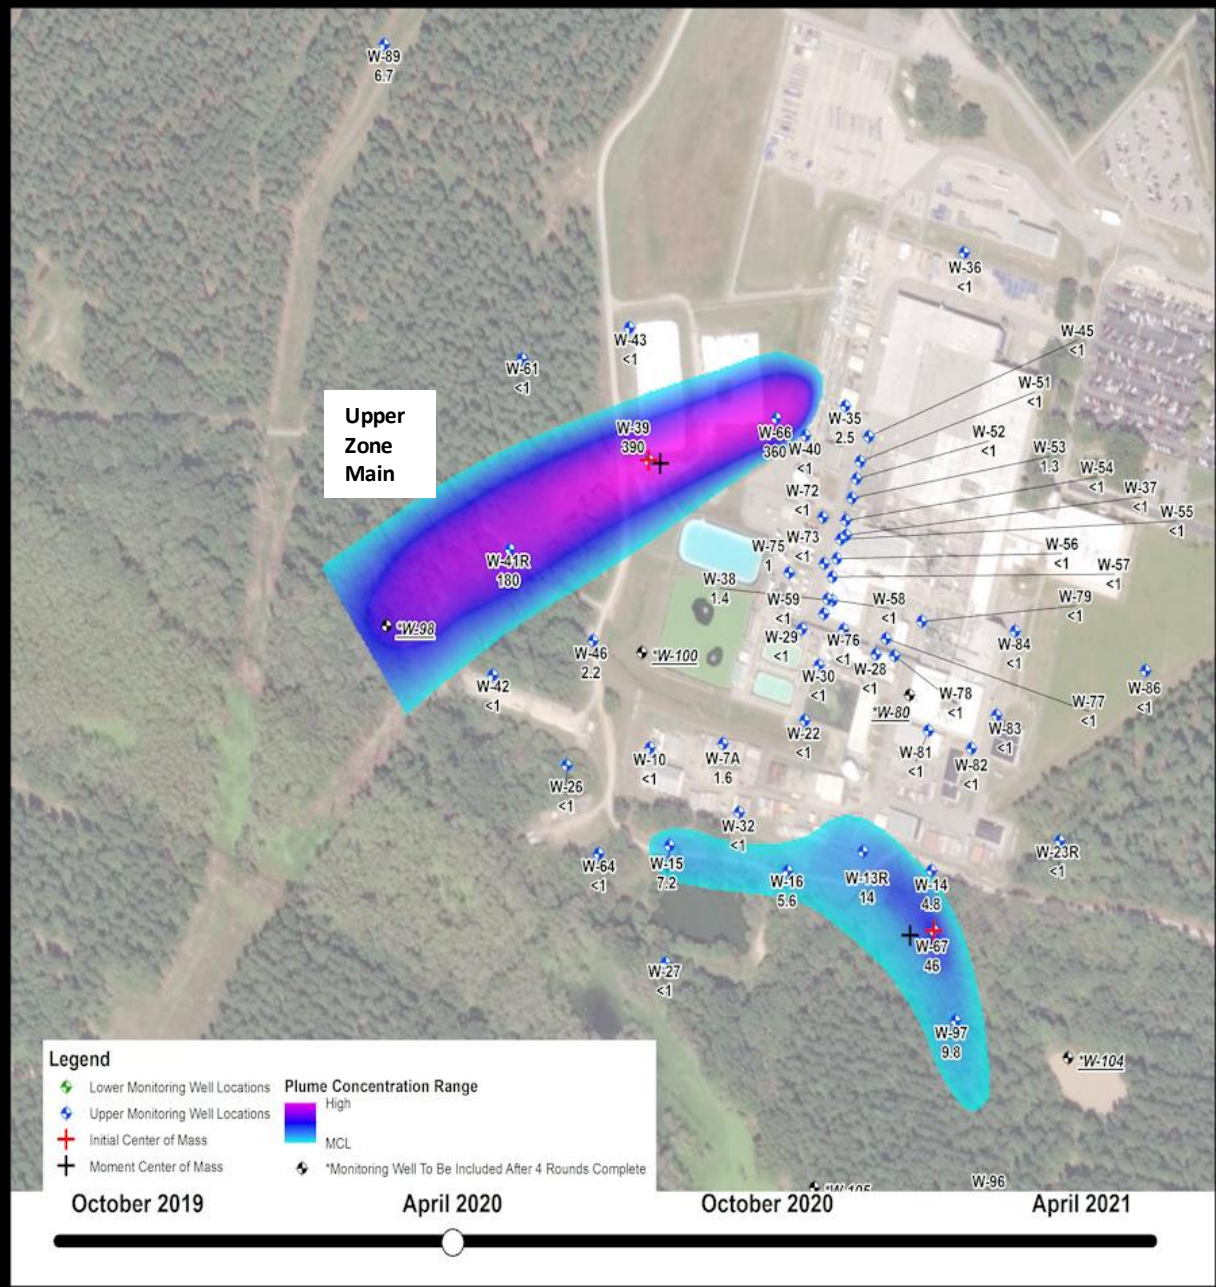 W-89
6.7
W-36
<1
W-43
<1
W-45
<1
W-61
<1
W-51
<1
Upper
Zone
Main
W-39
390
W-66
360
W-35
2.5
W-40
<1
W-52
<1
W-53
1.3
W-54
<1
W-37
<1
W-55
<1
W-72
<1
W-73
<1
W-75
1
W-56
<1
W-57
<1
W-41R
180
W-38
1.4
W-59
<1
W-58
<1
W-79
<1
*W-98
W-46
2.2
*W-100
W-29
<1
W-76
<1
W-84
<1
W-42
<1
W-30
<1
W-28
<1
W-78
<1
W-77
<1
W-86
<1
*W-80
W-22
<1
W-83
<1
W-10
<1
W-7A
1.6
W-81
<1
W-82
<1
W-26
<1
W-32
<1
W-64
<1
W-15
7.2
W-16
5.6
W-13R
14
W-14
4.8
W-23R
<1
W-67
46
W-27
<1
W-97
9.8
*W-104
*W-105
W-96
Legend
Lower Monitoring Well Locations
Upper Monitoring Well Locations
Initial Center of Mass
Moment Center of Mass
Plume Concentration Range
High
MCL
*Monitoring Well To Be Included After 4 Rounds Complete
October 2019 April 2020 October 2020 April 2021